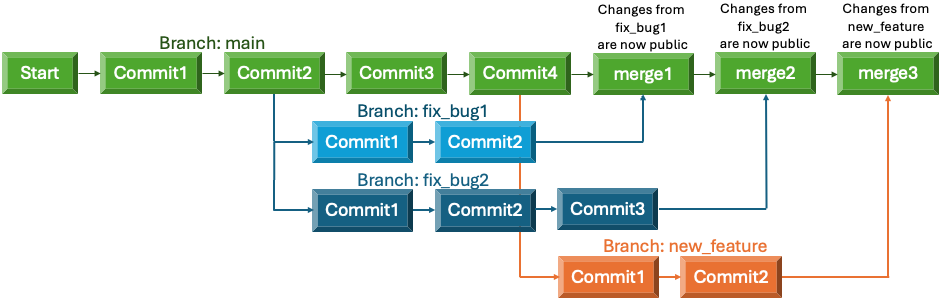 Changes from
fix_bug1
are now public
Changes from
fix_bug2
are now public
Changes from
new_feature
are now public
Branch: main
Start
Commit1
Commit2
Commit3
Commit4
merge1
merge2
merge3
Branch: fix_bug1
Commit1
Commit2
Branch: fix_bug2
Commit1
Commit2
Commit3
Branch: new_feature
Commit1
Commit2